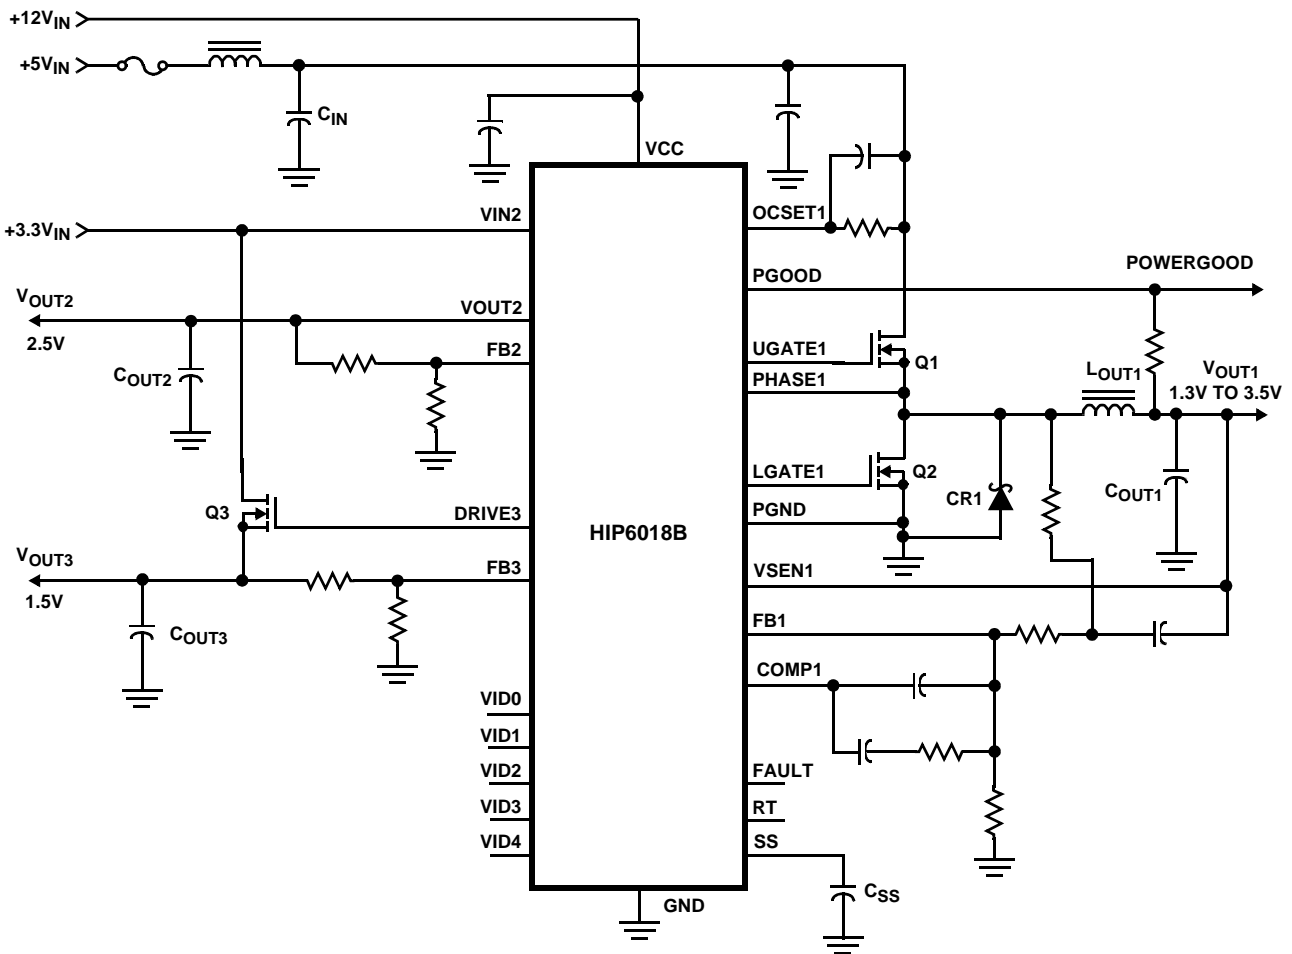 +12VIN
+5VIN
CIN
VCC
+3.3VIN
VIN2
OCSET1
PGOOD
POWERGOOD
VOUT2
2.5V
VOUT2
FB2
COUT2
UGATE1
Q1
PHASE1
LOUT1
VOUT1
1.3V TO 3.5V
LGATE1
Q2
CR1
COUT1
PGND
Q3
DRIVE3
HIP6018B
VOUT3
1.5V
FB3
COUT3
VSEN1
FB1
COMP1
VID0
VID1
VID2
VID3
VID4
FAULT
RT
SS
CSS
GND